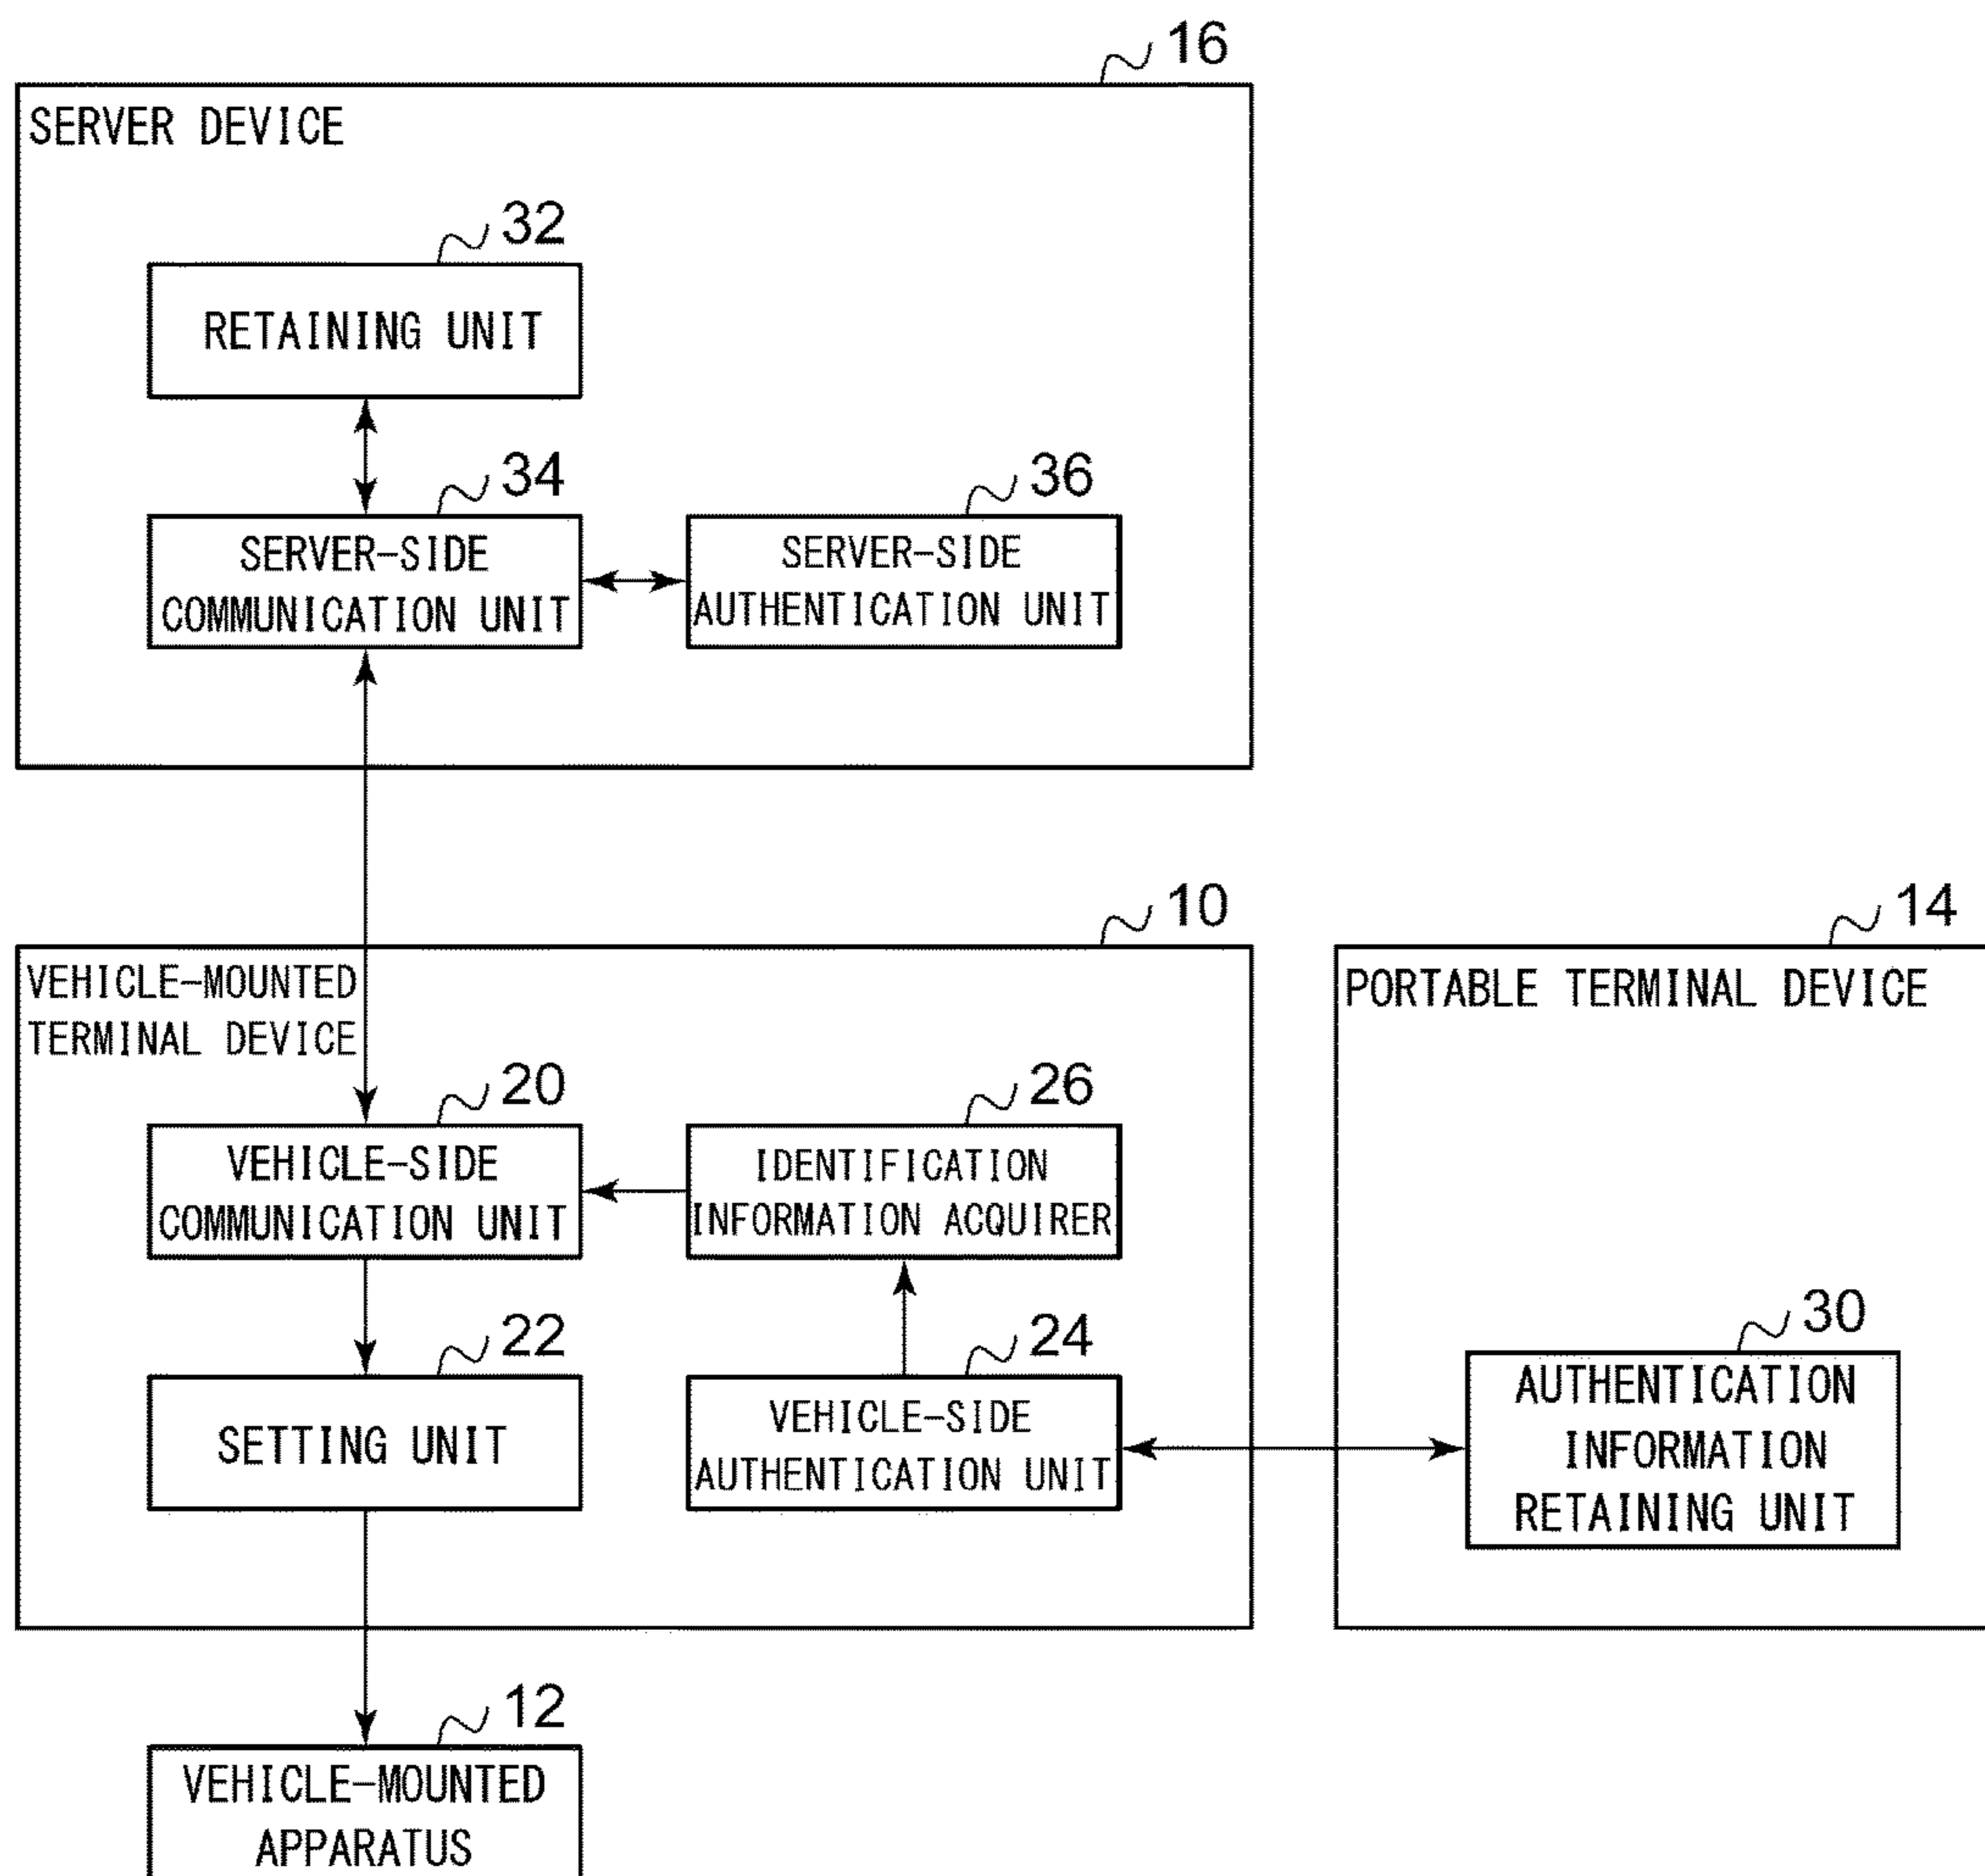 16
SERVER DEVICE
32
RETAINING UNIT
34
SERVER-SIDE
COMMUNICATION UNIT
36
SERVER-SIDE
AUTHENTICATION UNIT
10
VEHICLE-MOUNTED
TERMINAL DEVICE
20
VEHICLE-SIDE
COMMUNICATION UNIT
26
IDENTIFICATION
INFORMATION ACQUIRER
22
SETTING UNIT
24
VEHICLE-SIDE
AUTHENTICATION UNIT
14
PORTABLE TERMINAL DEVICE
30
AUTHENTICATION
INFORMATION
RETAINING UNIT
12
VEHICLE-MOUNTED
APPARATUS